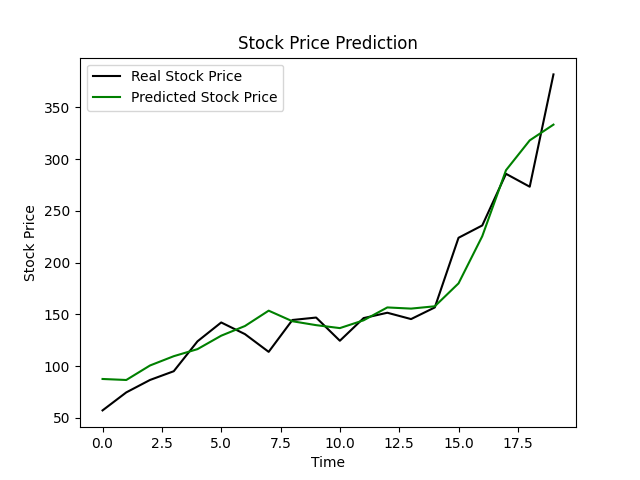 Stock Price Prediction
Real Stock Price
Predicted Stock Price
350
300
250
200
150
100
50
Stock Price
0.0 2.5 5.0 7.5 10.0 12.5 15.0 17.5
Time